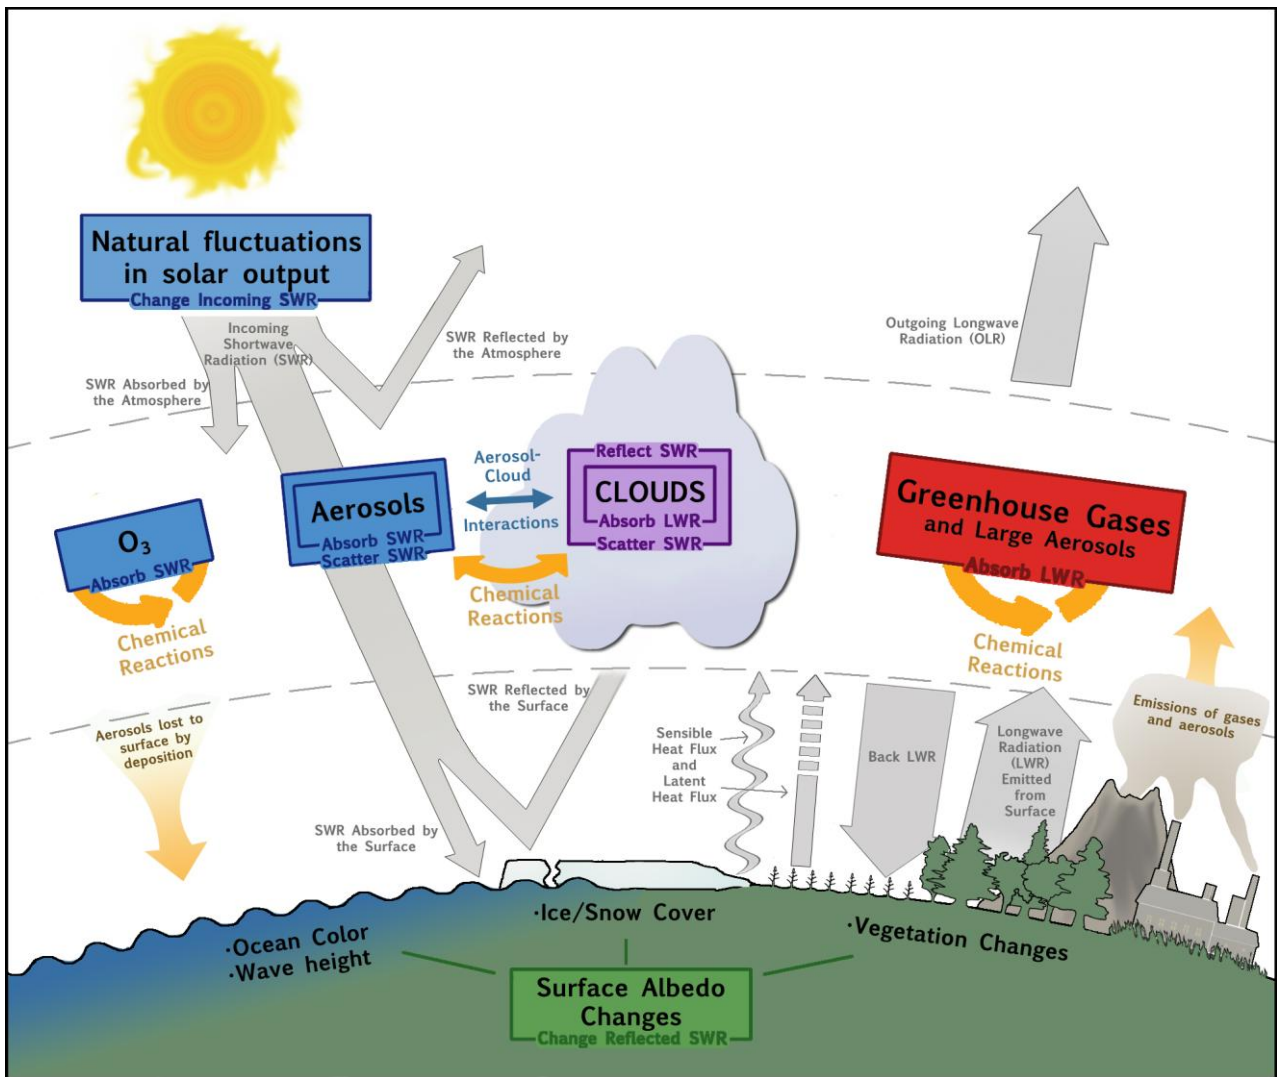 Natural fluctuations
in solar output
Change Incoming SWR
Incoming
Shortwave
Radiation (SWR)
SWR Absorbed by
the Atmosphere
SWR Reflected by
the Atmosphere
Outgoing Longwave
Radiation (OLR)
O₃
Absorb SWR
Chemical
Reactions
Aerosols
Absorb SWR
Scatter SWR
Aerosol-
Cloud
Interactions
Chemical
Reactions
Reflect SWR
CLOUDS
Absorb LWR
Scatter SWR
Greenhouse Gases
and Large Aerosols
Absorb LWR
Chemical
Reactions
Aerosols lost to
surface by
deposition
SWR Reflected by
the Surface
SWR Absorbed by
the Surface
Sensible
Heat Flux
and
Latent
Heat Flux
Back LWR
Longwave
Radiation
(LWR)
Emitted
from
Surface
Emissions of gases
and aerosols
·Ocean Color
·Wave height
·Ice/Snow Cover
·Vegetation Changes
Surface Albedo
Changes
Change Reflected SWR